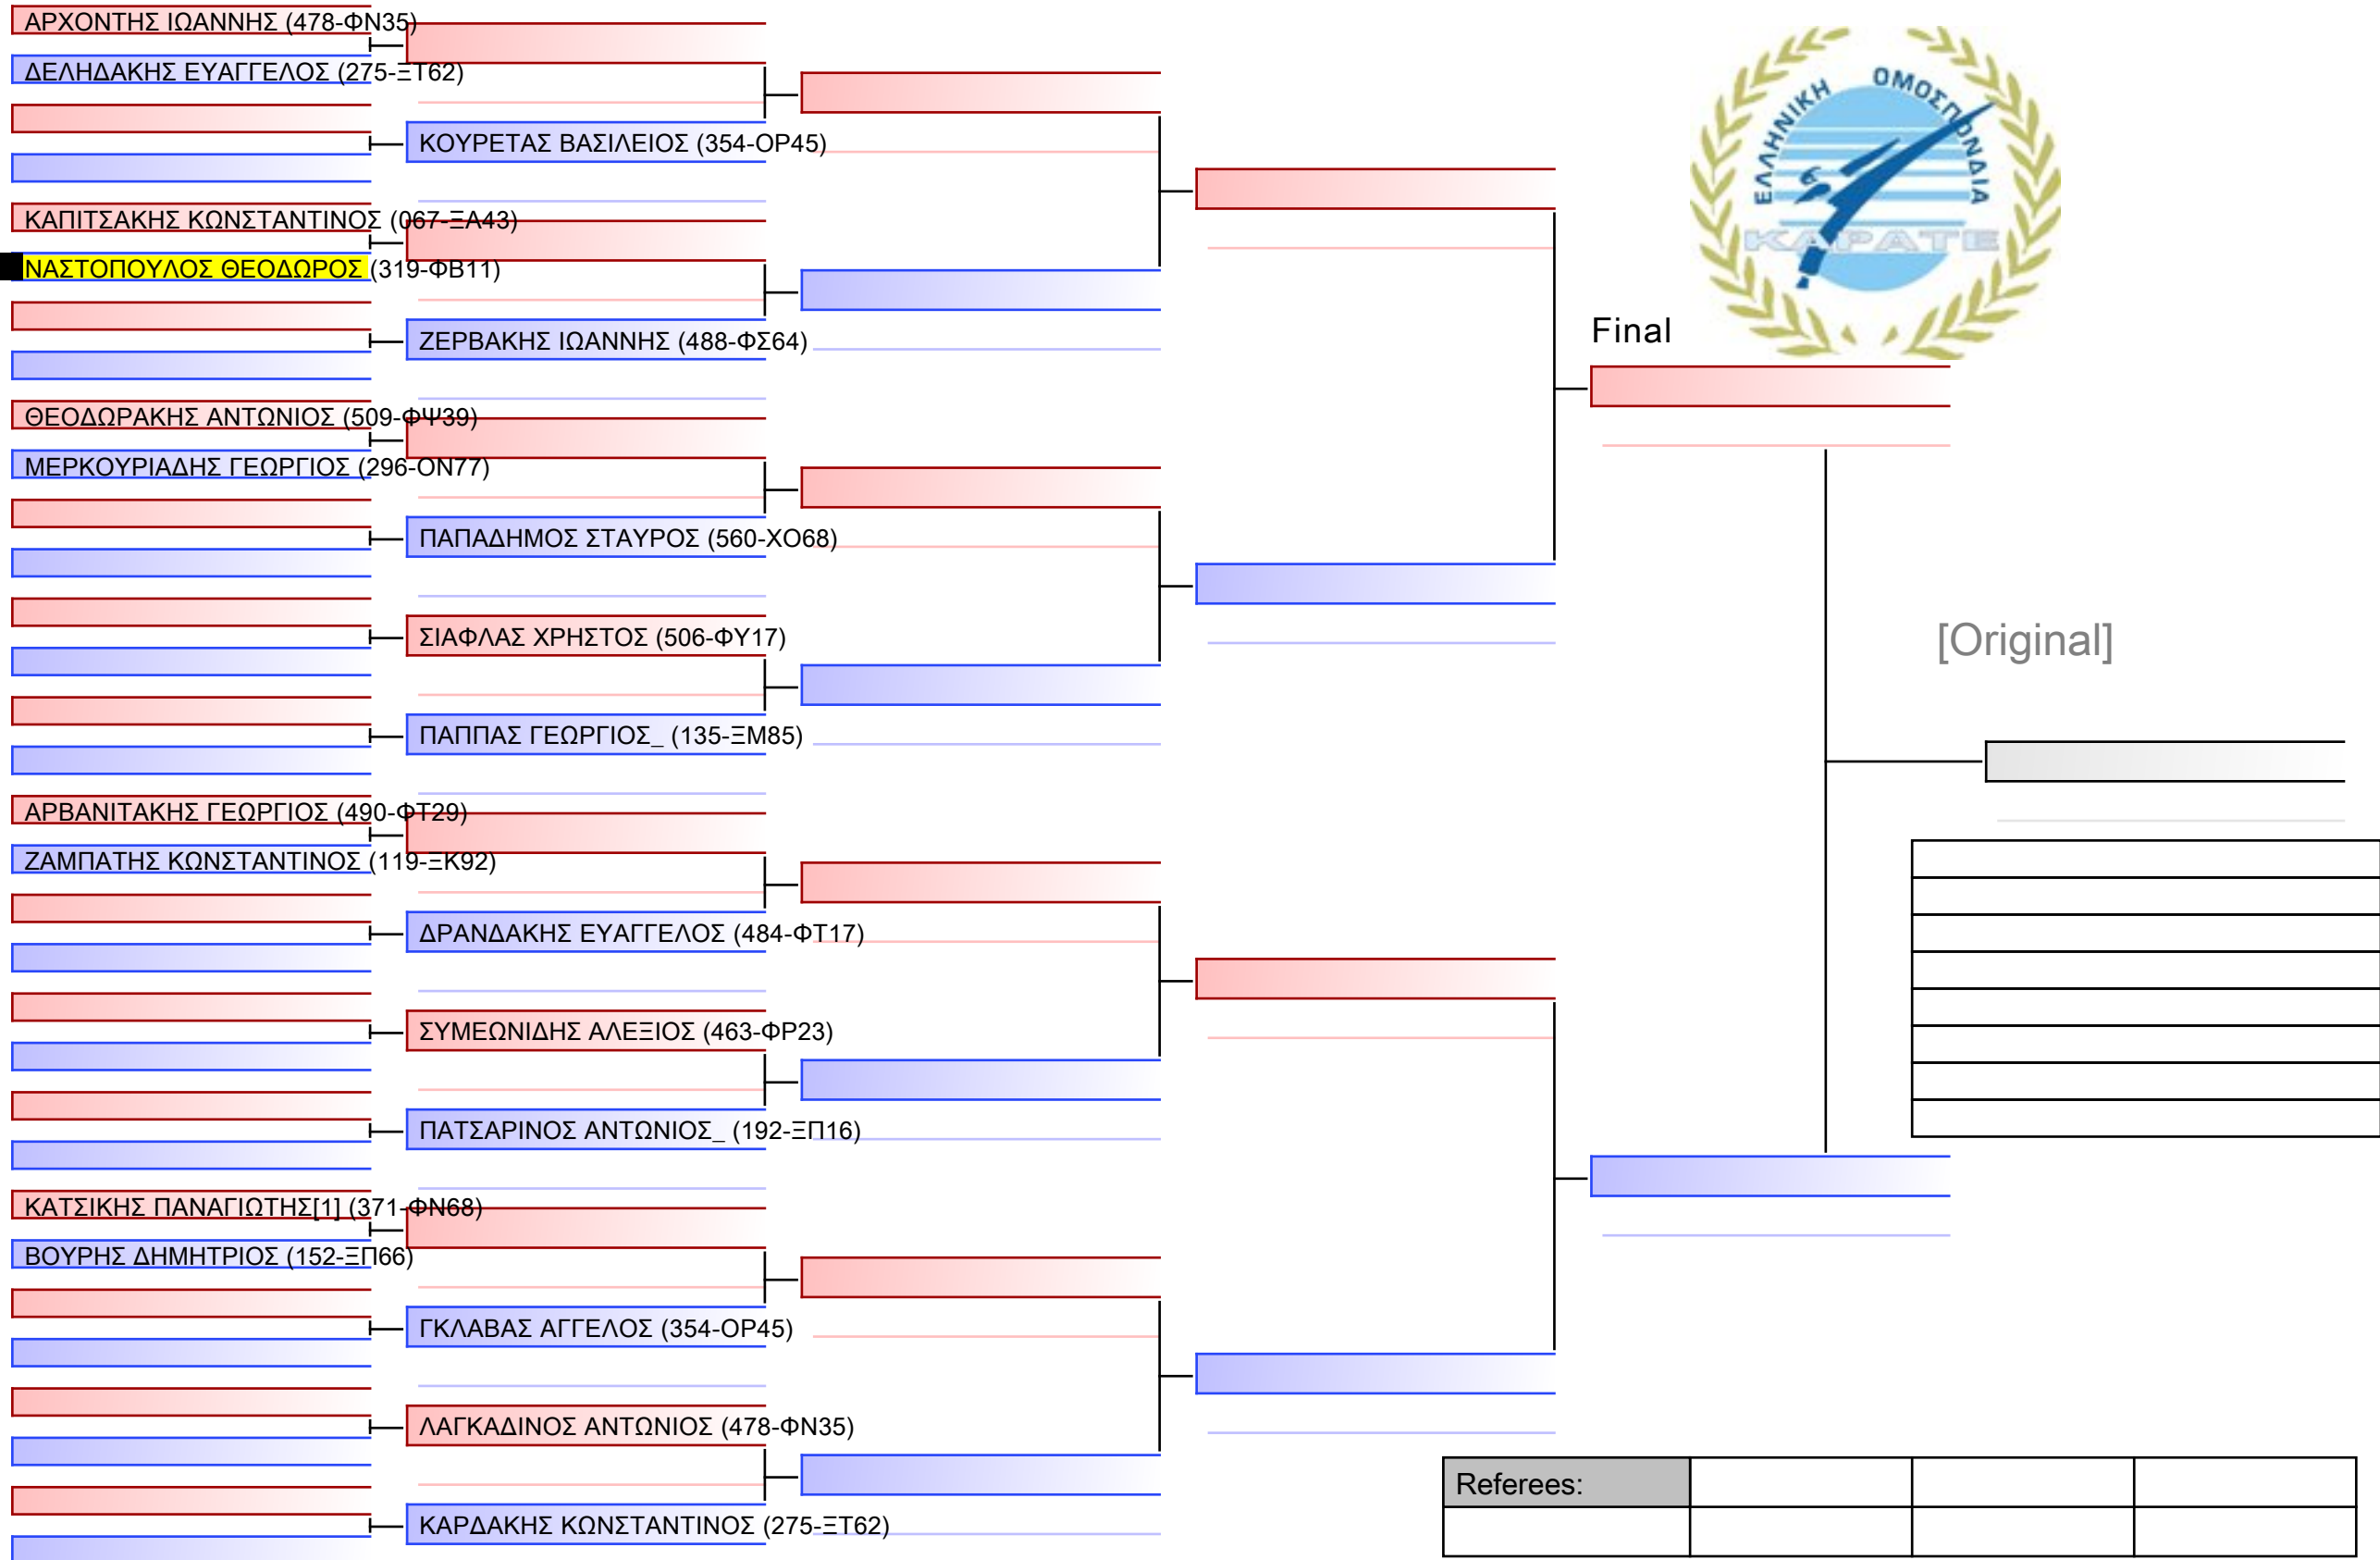 ΑΡΧΟΝΤΗΣ ΙΩΑΝΝΗΣ (478-ΦΝ35)
ΔΕΛΗΔΑΚΗΣ ΕΥΑΓΓΕΛΟΣ (275-ΞΤ62)
ΚΟΥΡΕΤΑΣ ΒΑΣΙΛΕΙΟΣ (354-ΟΡ45)
ΚΑΠΙΤΣΑΚΗΣ ΚΩΝΣΤΑΝΤΙΝΟΣ (067-ΞΑ43)
ΝΑΣΤΟΠΟΥΛΟΣ ΘΕΟΔΩΡΟΣ (319-ΦΒ11)
ΖΕΡΒΑΚΗΣ ΙΩΑΝΝΗΣ (488-ΦΣ64)
ΘΕΟΔΩΡΑΚΗΣ ΑΝΤΩΝΙΟΣ (509-ΦΨ39)
ΜΕΡΚΟΥΡΙΑΔΗΣ ΓΕΩΡΓΙΟΣ (296-ΟΝ77)
ΠΑΠΑΔΗΜΟΣ ΣΤΑΥΡΟΣ (560-ΧΟ68)
ΣΙΑΦΛΑΣ ΧΡΗΣΤΟΣ (506-ΦΥ17)
ΠΑΠΠΑΣ ΓΕΩΡΓΙΟΣ_ (135-ΞΜ85)
ΑΡΒΑΝΙΤΑΚΗΣ ΓΕΩΡΓΙΟΣ (490-ΦΤ29)
ΖΑΜΠΑΤΗΣ ΚΩΝΣΤΑΝΤΙΝΟΣ (119-ΞΚ92)
ΔΡΑΝΔΑΚΗΣ ΕΥΑΓΓΕΛΟΣ (484-ΦΤ17)
ΣΥΜΕΩΝΙΔΗΣ ΑΛΕΞΙΟΣ (463-ΦΡ23)
ΠΑΤΣΑΡΙΝΟΣ ΑΝΤΩΝΙΟΣ_ (192-ΞΠ16)
ΚΑΤΣΙΚΗΣ ΠΑΝΑΓΙΩΤΗΣ[1] (371-ΦΝ68)
ΒΟΥΡΗΣ ΔΗΜΗΤΡΙΟΣ (152-ΞΠ66)
ΓΚΛΑΒΑΣ ΑΓΓΕΛΟΣ (354-ΟΡ45)
ΛΑΓΚΑΔΙΝΟΣ ΑΝΤΩΝΙΟΣ (478-ΦΝ35)
ΚΑΡΔΑΚΗΣ ΚΩΝΣΤΑΝΤΙΝΟΣ (275-ΞΤ62)
ΕΛΛΗΝΙΚΗ ΟΜΟΣΠΟΝΔΙΑ
ΚΑΡΑΤΕ
Final
[Original]
Referees: